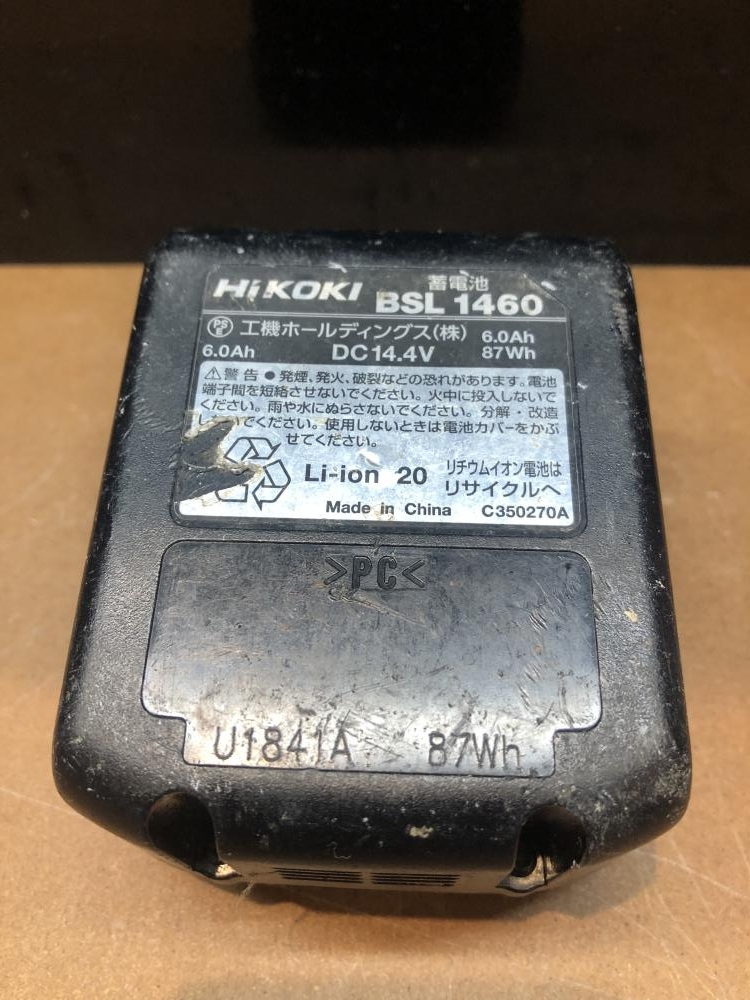 HiKOKI 蓄電池 BSL 1460
PSE 工機ホールディングス(株) 6.0Ah
6.0Ah DC14.4V 87Wh
⚠警告 ● 発煙、発火、破裂などの恐れがあります。電池
端子間を短絡させないでください。火中に投入しないで
ください。雨や水にぬらさないでください。分解・改造
しないでください。使用しないときは電池カバーをかぶ
せてください。
Li-ion 20 リチウムイオン電池は
リサイクルへ
Made in China C350270A
>PC<
U1841A 87Wh